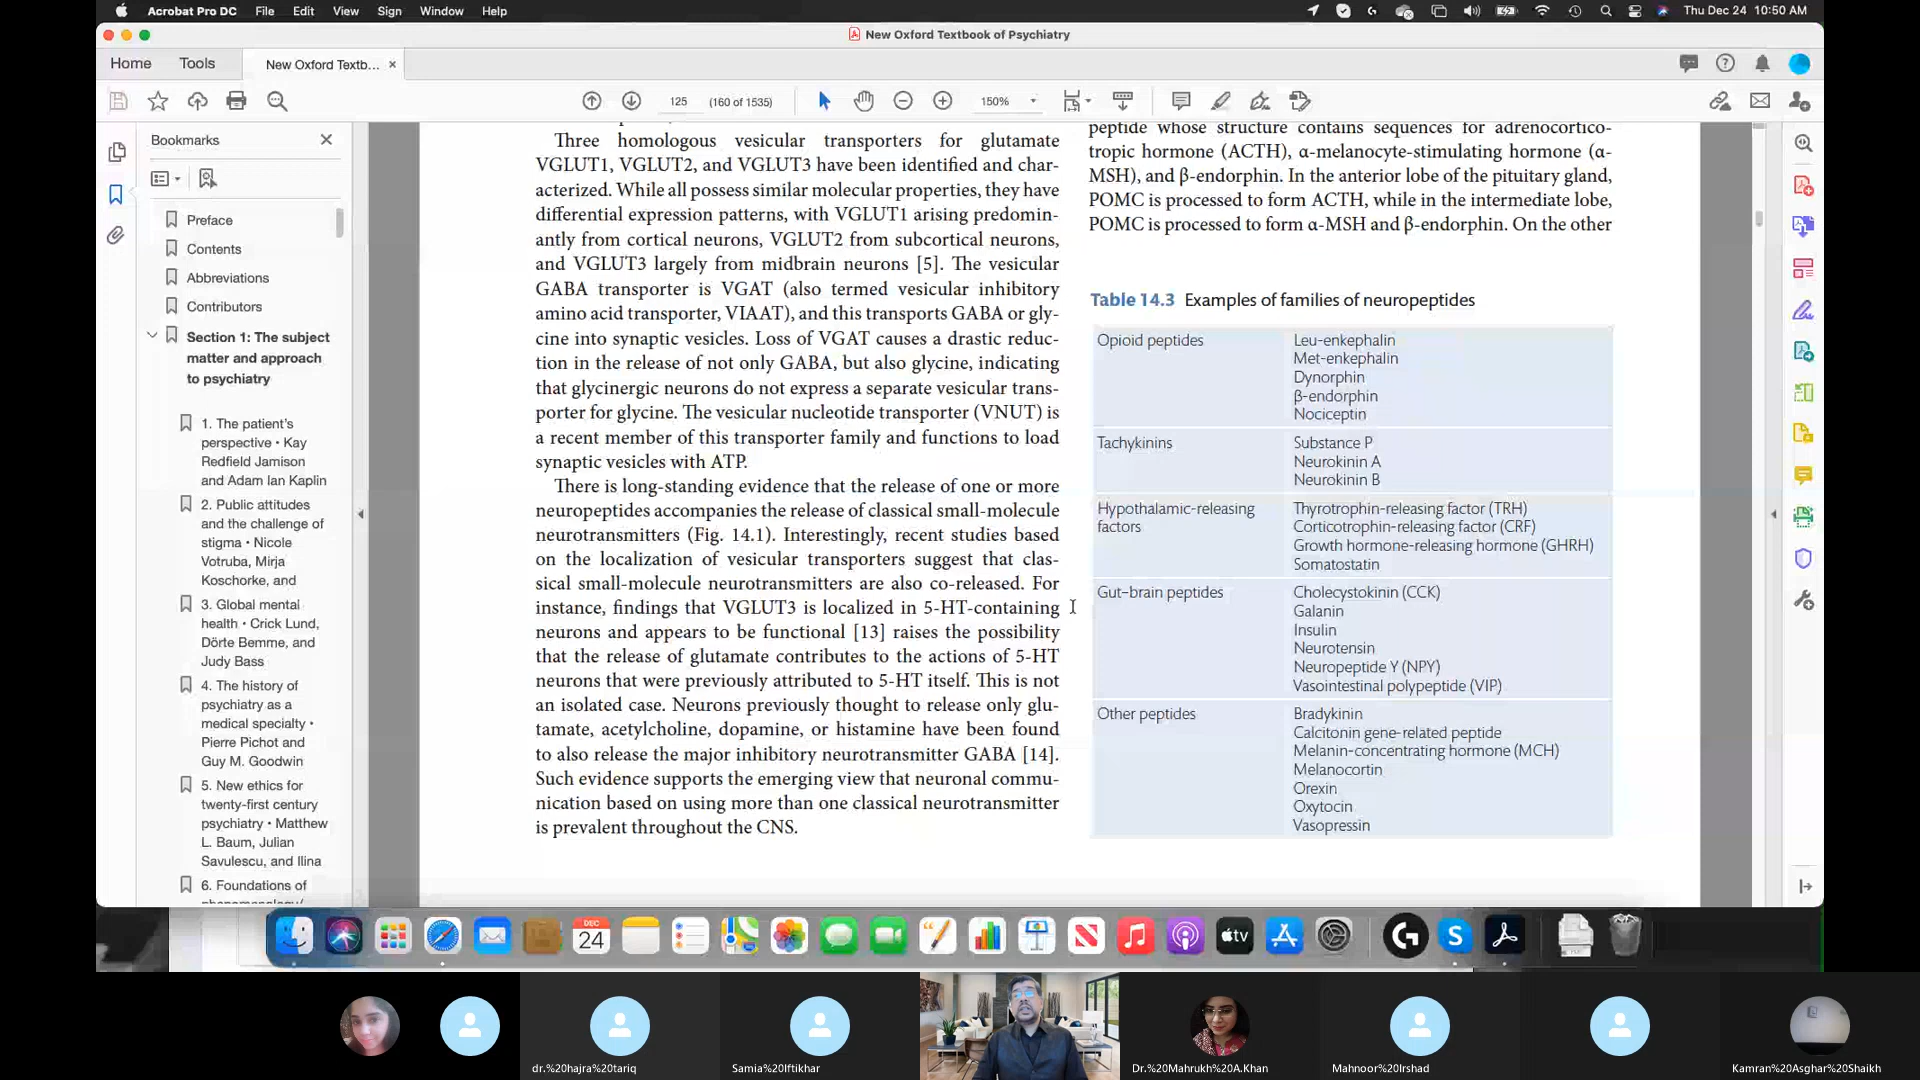 Acrobat Pro DC File Edit View Sign Window Help
Thu Dec 24 10:50 AM
New Oxford Textbook of Psychiatry
Home Tools New Oxford Textb... ×
125 (160 of 1535) 150%
Bookmarks
Preface
Contents
Abbreviations
Contributors
Section 1: The subject
matter and approach
to psychiatry
1. The patient's
perspective • Kay
Redfield Jamison
and Adam Ian Kaplin
2. Public attitudes
and the challenge of
stigma • Nicole
Votruba, Mirja
Koschorke, and
3. Global mental
health • Crick Lund,
Dörte Bemme, and
Judy Bass
4. The history of
psychiatry as a
medical specialty •
Pierre Pichot and
Guy M. Goodwin
5. New ethics for
twenty-first century
psychiatry • Matthew
L. Baum, Julian
Savulescu, and Ilina
6. Foundations of
Three homologous vesicular transporters for glutamate
VGLUT1, VGLUT2, and VGLUT3 have been identified and char-
acterized. While all possess similar molecular properties, they have
differential expression patterns, with VGLUT1 arising predomin-
antly from cortical neurons, VGLUT2 from subcortical neurons,
and VGLUT3 largely from midbrain neurons [5]. The vesicular
GABA transporter is VGAT (also termed vesicular inhibitory
amino acid transporter, VIAAT), and this transports GABA or gly-
cine into synaptic vesicles. Loss of VGAT causes a drastic reduc-
tion in the release of not only GABA, but also glycine, indicating
that glycinergic neurons do not express a separate vesicular trans-
porter for glycine. The vesicular nucleotide transporter (VNUT) is
a recent member of this transporter family and functions to load
synaptic vesicles with ATP.
There is long-standing evidence that the release of one or more
neuropeptides accompanies the release of classical small-molecule
neurotransmitters (Fig. 14.1). Interestingly, recent studies based
on the localization of vesicular transporters suggest that clas-
sical small-molecule neurotransmitters are also co-released. For
instance, findings that VGLUT3 is localized in 5-HT-containing
neurons and appears to be functional [13] raises the possibility
that the release of glutamate contributes to the actions of 5-HT
neurons that were previously attributed to 5-HT itself. This is not
an isolated case. Neurons previously thought to release only glu-
tamate, acetylcholine, dopamine, or histamine have been found
to also release the major inhibitory neurotransmitter GABA [14].
Such evidence supports the emerging view that neuronal commu-
nication based on using more than one classical neurotransmitter
is prevalent throughout the CNS.
peptide whose structure contains sequences for adrenocortico-
tropic hormone (ACTH), α-melanocyte-stimulating hormone (α-
MSH), and β-endorphin. In the anterior lobe of the pituitary gland,
POMC is processed to form ACTH, while in the intermediate lobe,
POMC is processed to form α-MSH and β-endorphin. On the other
Table 14.3 Examples of families of neuropeptides
Opioid peptides Leu-enkephalin
Met-enkephalin
Dynorphin
β-endorphin
Nociceptin
Tachykinins Substance P
Neurokinin A
Neurokinin B
Hypothalamic-releasing Thyrotrophin-releasing factor (TRH)
factors Corticotrophin-releasing factor (CRF)
Growth hormone-releasing hormone (GHRH)
Somatostatin
Gut–brain peptides Cholecystokinin (CCK)
Galanin
Insulin
Neurotensin
Neuropeptide Y (NPY)
Vasointestinal polypeptide (VIP)
Other peptides Bradykinin
Calcitonin gene-related peptide
Melanin-concentrating hormone (MCH)
Melanocortin
Orexin
Oxytocin
Vasopressin
DEC
24
tv
dr.%20hajra%20tariq
Samia%20Iftikhar
Dr.%20Mahrukh%20A.Khan
Mahnoor%20Irshad
Kamran%20Asghar%20Shaikh